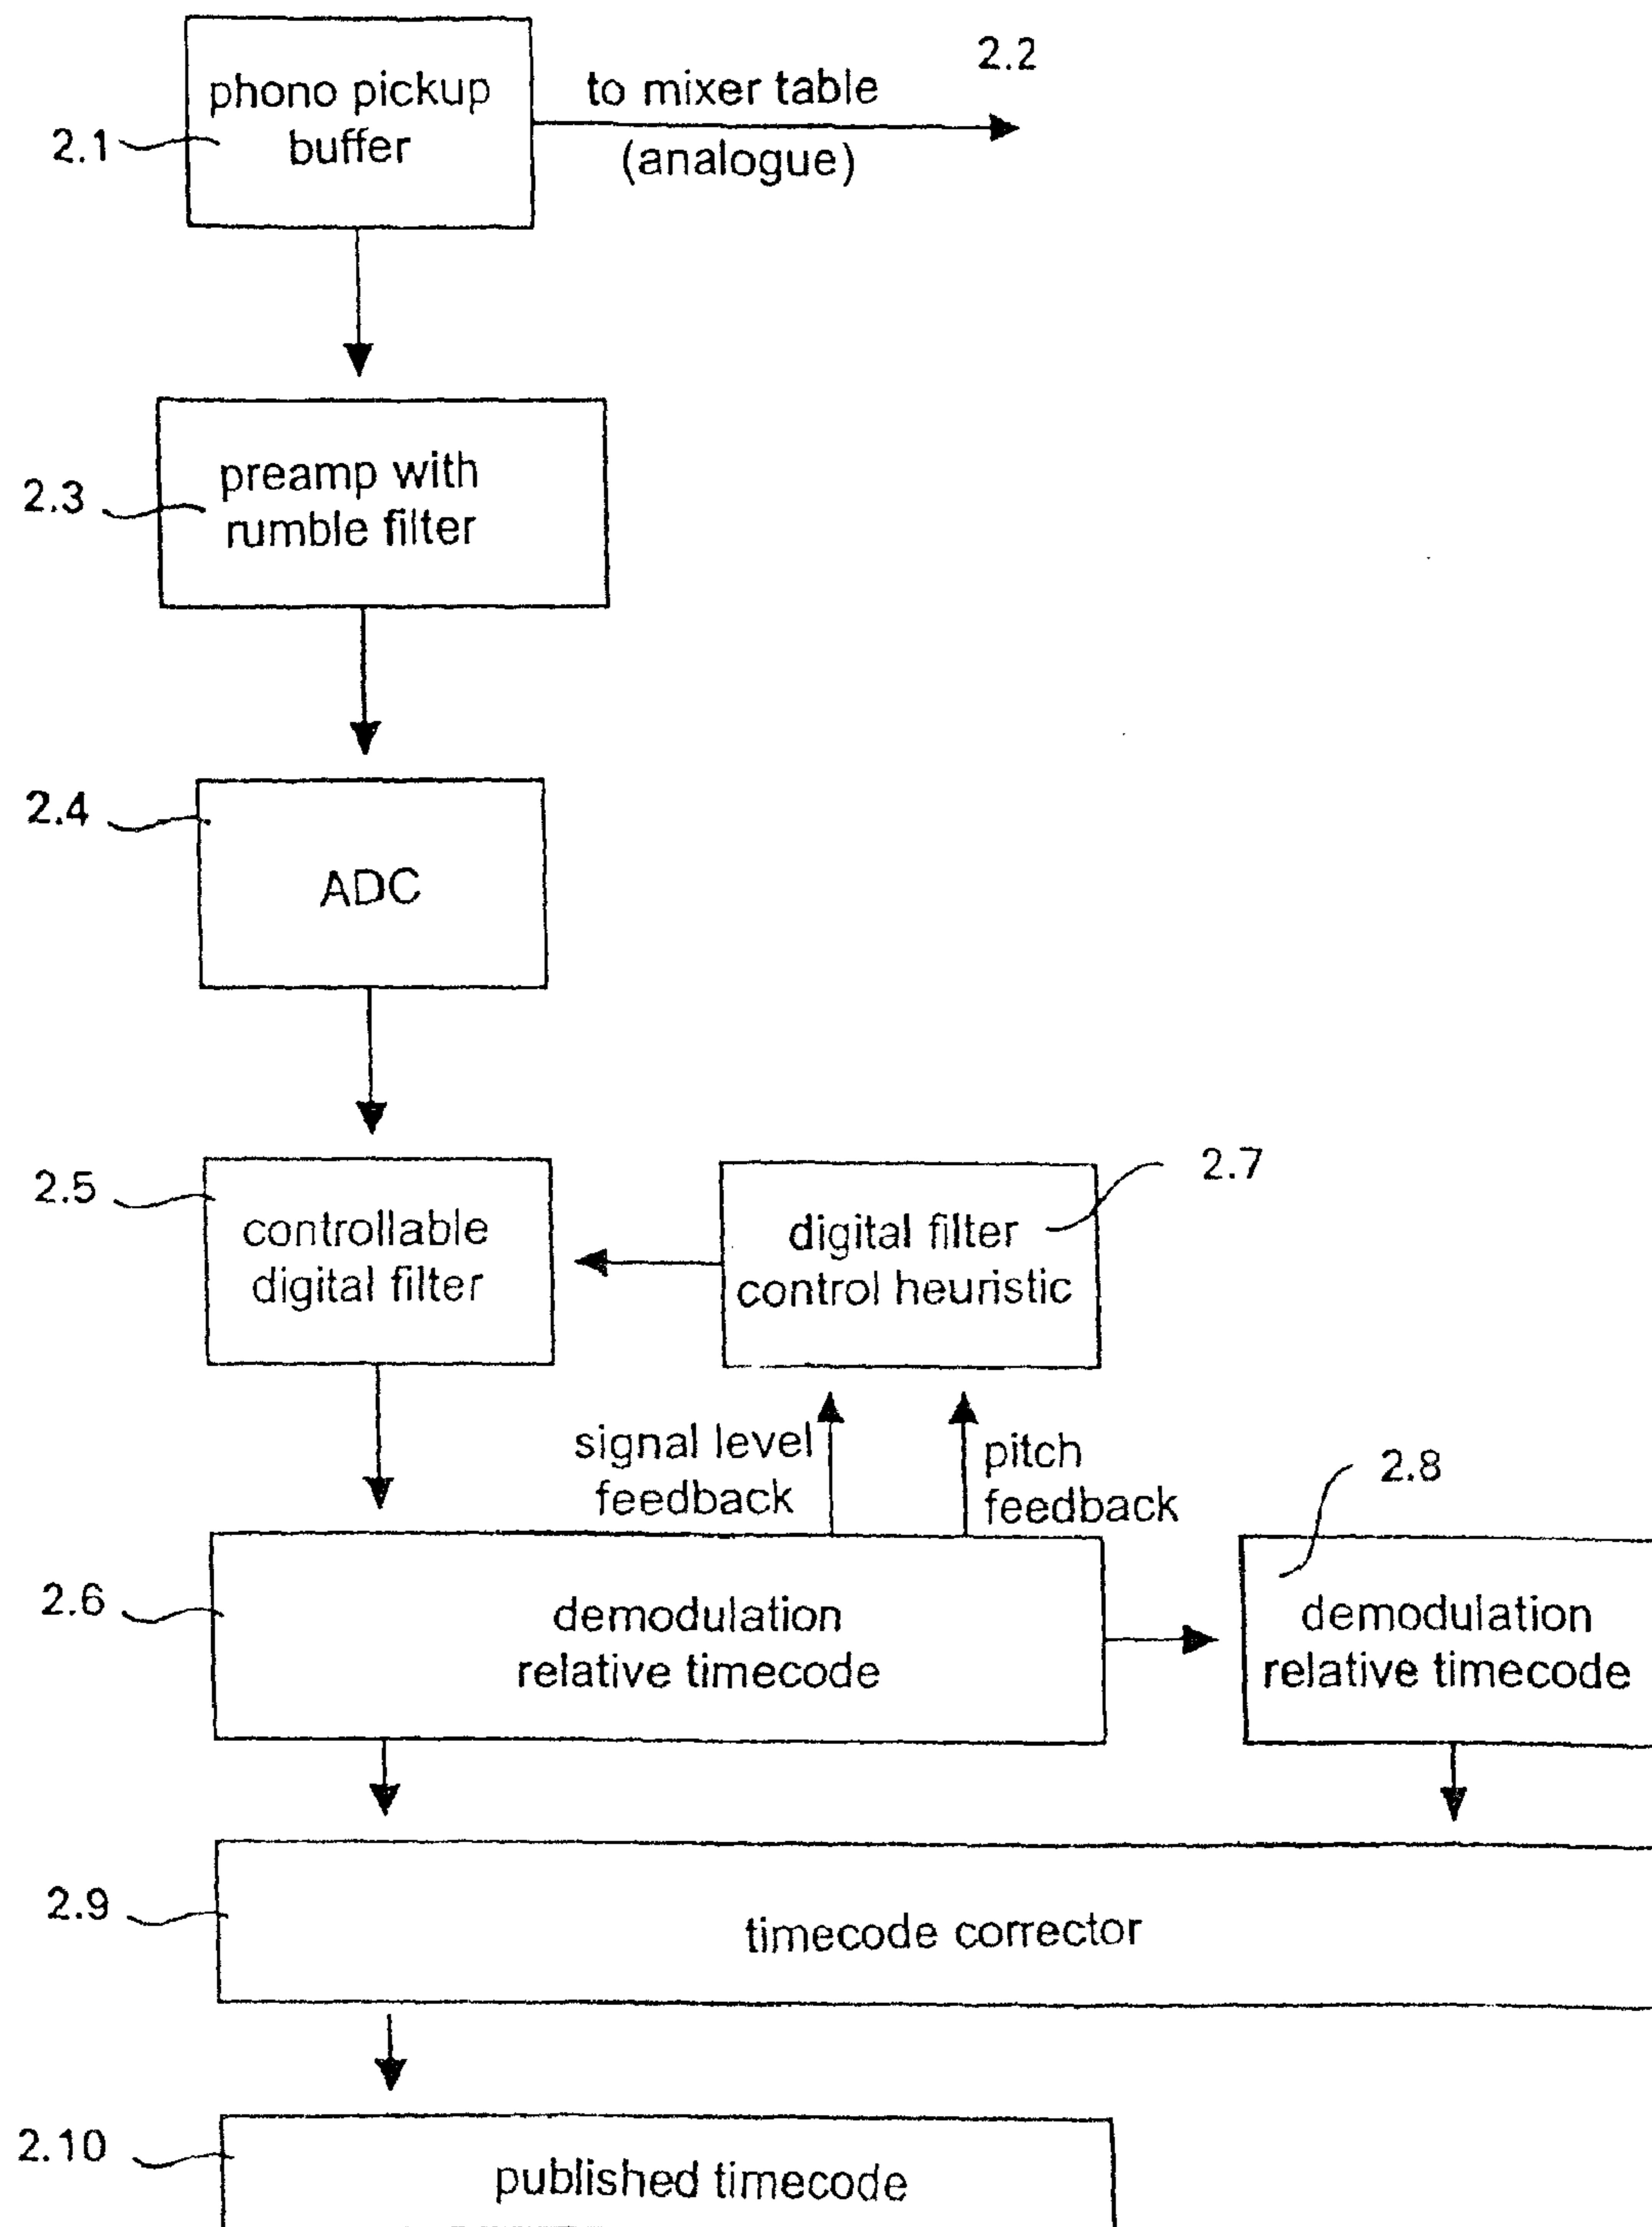 2.2
phono pickup
buffer
to mixer table
(analogue)
2.1
preamp with
rumble filter
2.3
2.4
ADC
2.5
controllable
digital filter
2.7
digital filter
control heuristic
signal level
feedback
pitch
feedback
2.8
2.6
demodulation
relative timecode
demodulation
relative timecode
2.9
timecode corrector
2.10
published timecode